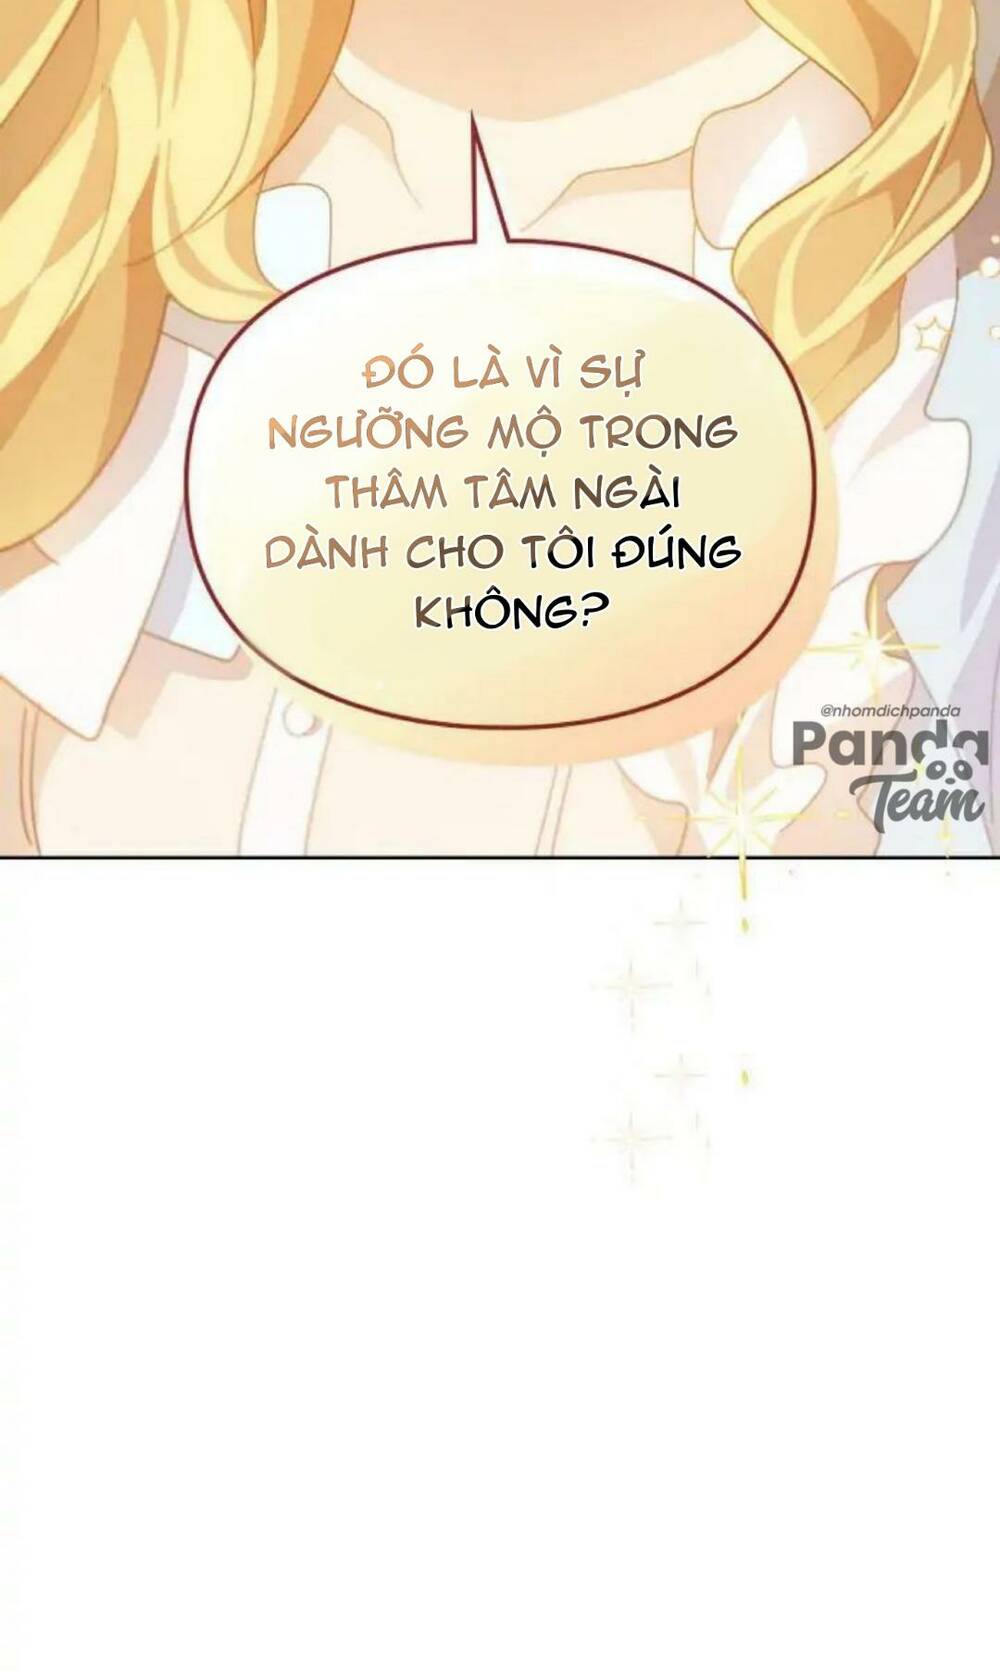 ĐÓ LÀ VÌ SỰ
NGƯỠNG MỘ TRONG
THÂM TÂM NGÀI
DÀNH CHO TÔI ĐÚNG
KHÔNG?
@nhomdichpanda
Panda
Team